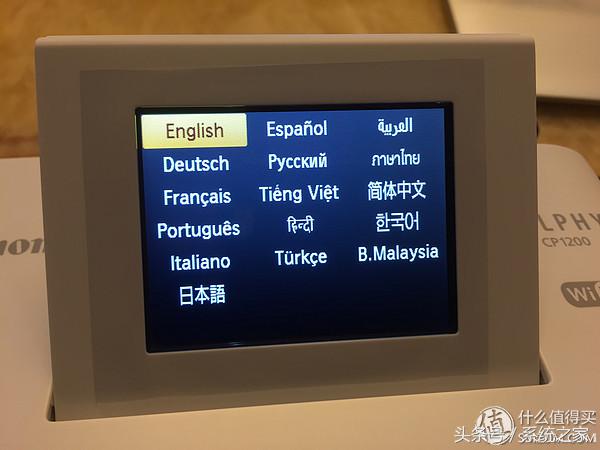 English Español العربية
Deutsch Русский ภาษาไทย
Français Tiếng Việt 简体中文
Português हिन्दी 한국어
Italiano Türkçe B.Malaysia
日本語
LPHY
CP1200
WiF
什么值得买
头条号/系统之家